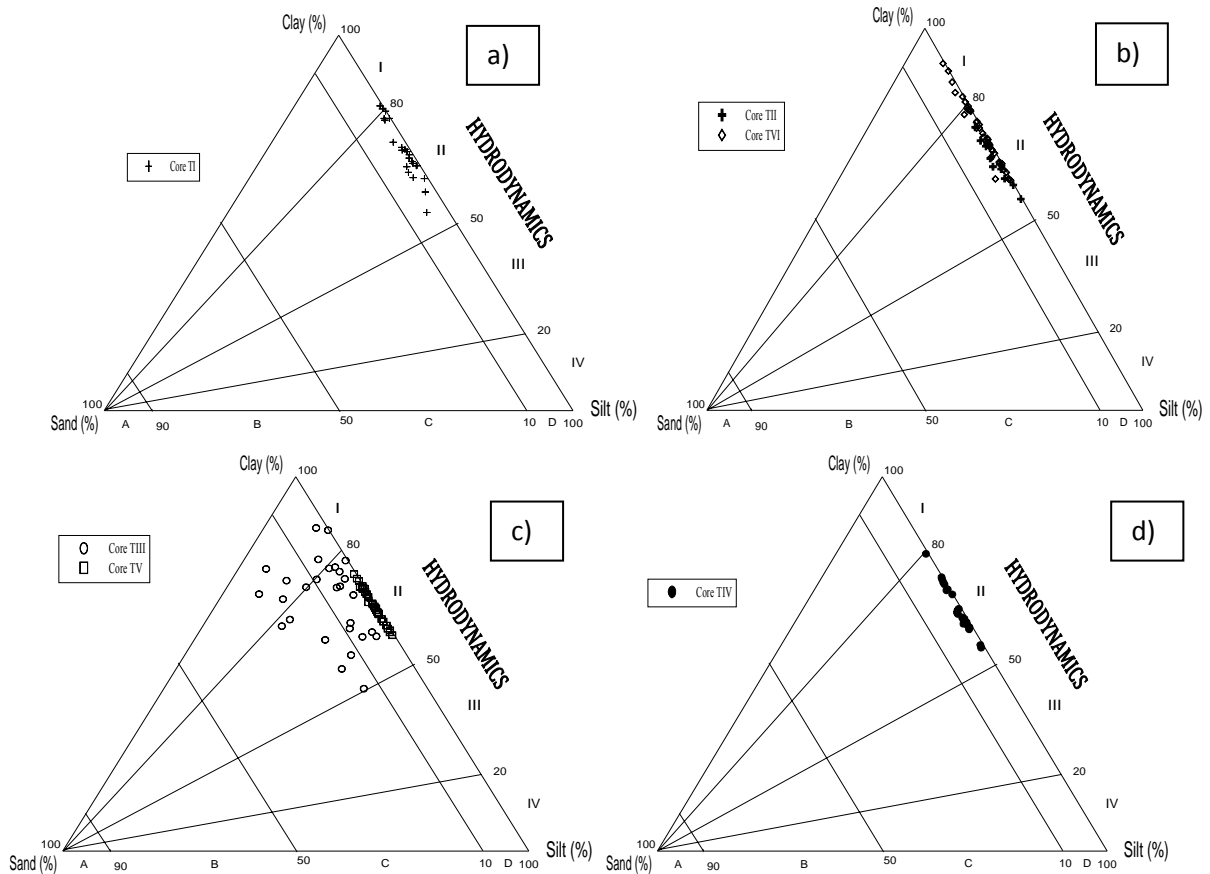 Clay (%)
100
a)
I
80
HYDRODYNAMICS
II
Core TI
50
III
20
IV
100
Sand (%)
A
90
B
50
C
10
D
100
Silt (%)
Clay (%)
100
b)
I
80
HYDRODYNAMICS
Core TII
Core TVI
II
50
III
20
IV
100
Sand (%)
A
90
B
50
C
10
D
100
Silt (%)
Clay (%)
100
c)
I
Core TIII
Core TV
80
HYDRODYNAMICS
II
50
III
20
IV
100
Sand (%)
A
90
B
50
C
10
D
100
Silt (%)
Clay (%)
100
d)
I
80
HYDRODYNAMICS
Core TIV
II
50
III
20
IV
100
Sand (%)
A
90
B
50
C
10
D
100
Silt (%)